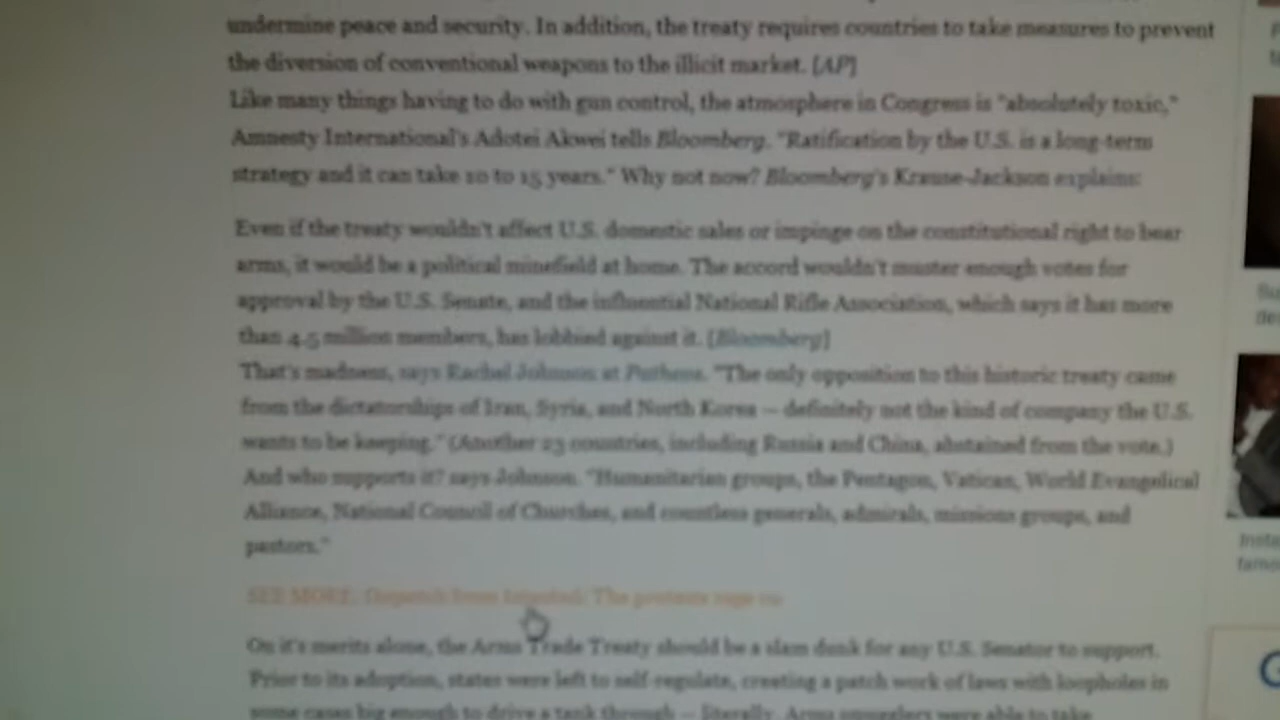 undermine peace and security. In addition, the treaty requires countries to take measures to prevent
the diversion of conventional weapons to the illicit market. [AP]
Like many things having to do with gun control, the atmosphere in Congress is "absolutely toxic,"
Amnesty International's Adotei Akwei tells Bloomberg. "Ratification by the U.S. is a long-term
strategy and it can take 10 to 15 years." Why not now? Bloomberg's Krause-Jackson explains:
Even if the treaty wouldn't affect U.S. domestic sales or impinge on the constitutional right to bear
arms, it would be a political minefield at home. The accord wouldn't muster enough votes for
approval by the U.S. Senate, and the influential National Rifle Association, which says it has more
than 4.5 million members, has lobbied against it. [Bloomberg]
That's madness, says Rachel Johnson at Patheos. "The only opposition to this historic treaty came
from the dictatorships of Iran, Syria, and North Korea — definitely not the kind of company the U.S.
wants to be keeping." (Another 23 countries, including Russia and China, abstained from the vote.)
And who supports it? says Johnson. "Humanitarian groups, the Pentagon, Vatican, World Evangelical
Alliance, National Council of Churches, and countless generals, admirals, missions groups, and
pastors."
SEE MORE: Dispatch from Istanbul: The protests rage on
On it's merits alone, the Arms Trade Treaty should be a slam dunk for any U.S. Senator to support.
Prior to its adoption, states were left to self-regulate, creating a patch work of laws with loopholes in
some cases big enough to drive a tank through — literally. Arms smugglers were able to take